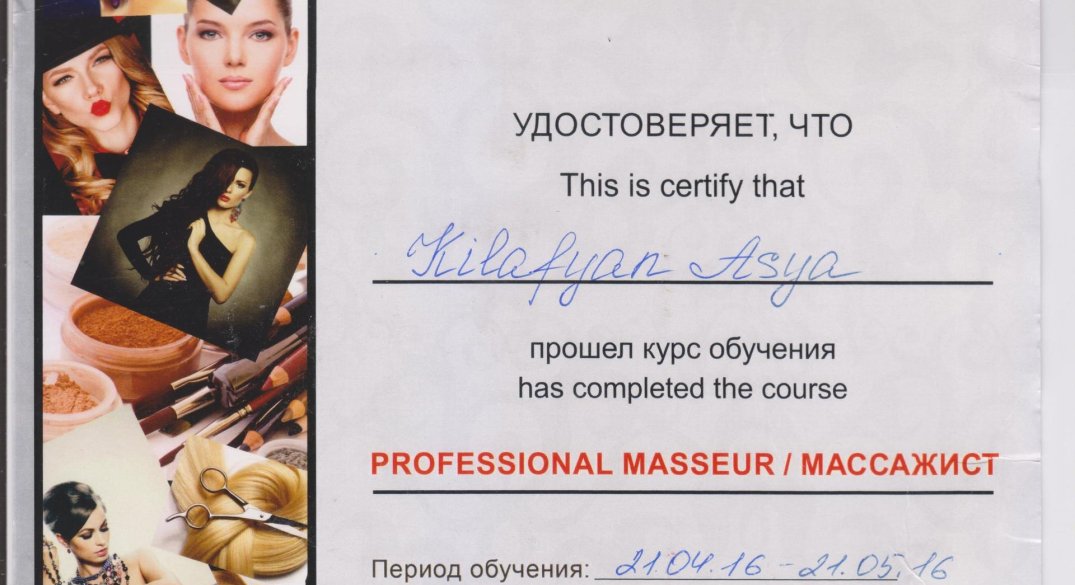 УДОСТОВЕРЯЕТ, ЧТО
This is certify that
Kilafyan Asya
прошел курс обучения
has completed the course
PROFESSIONAL MASSEUR / МАССАЖИСТ
Период обучения: 21.04.16 - 21.05.16